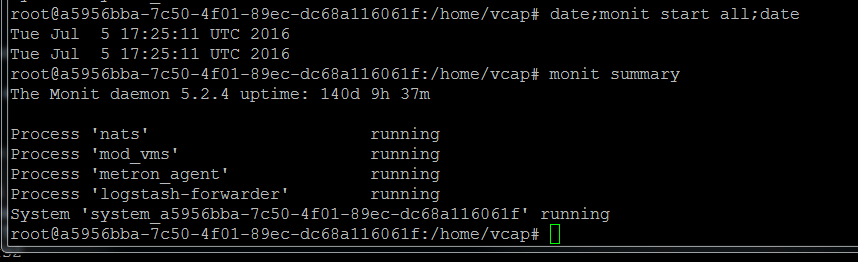 root@a5956bba-7c50-4f01-89ec-dc68a116061f:/home/vcap# date;monit start all;date
Tue Jul  5 17:25:11 UTC 2016
Tue Jul  5 17:25:11 UTC 2016
root@a5956bba-7c50-4f01-89ec-dc68a116061f:/home/vcap# monit summary
The Monit daemon 5.2.4 uptime: 140d 9h 37m
Process 'nats'                      running
Process 'mod_vms'                   running
Process 'metron_agent'              running
Process 'logstash-forwarder'        running
System 'system_a5956bba-7c50-4f01-89ec-dc68a116061f' running
root@a5956bba-7c50-4f01-89ec-dc68a116061f:/home/vcap#